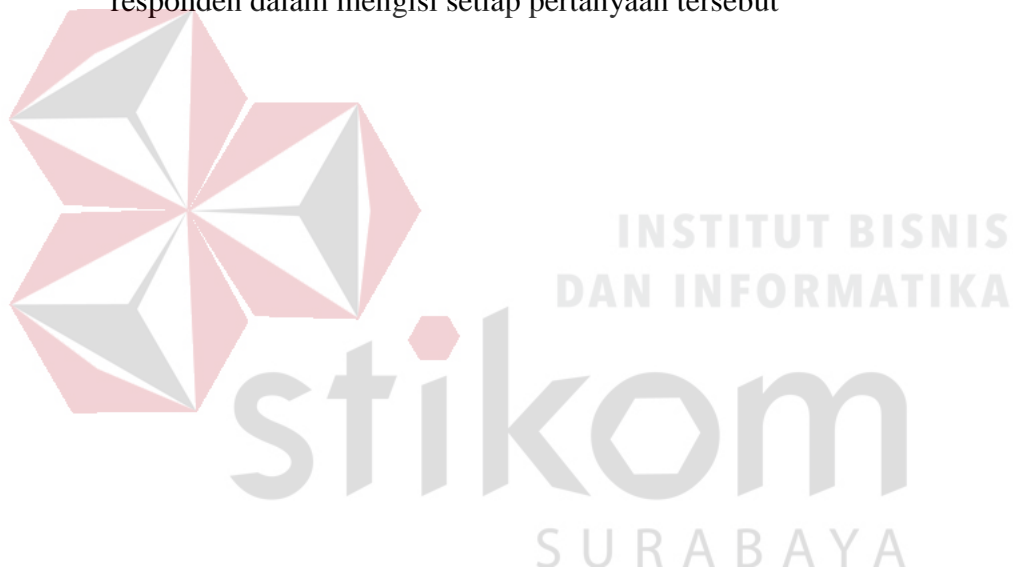 responden dalam mengisi setiap pertanyaan tersebut
INSTITUT BISNIS
DAN INFORMATIKA
stikom
SURABAYA